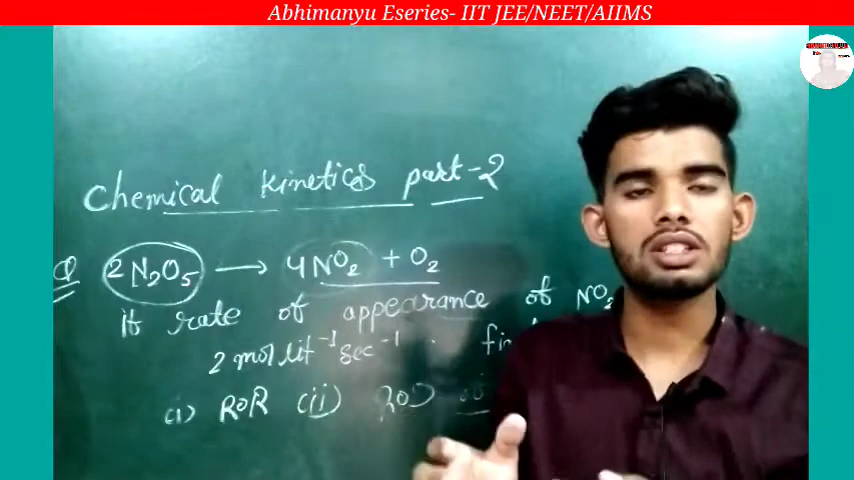 Abhimanyu Eseries- IIT JEE/NEET/AIIMS
Chemical kinetics part-2
Q 2N₂O₅ → 4NO₂ + O₂
If rate of appearance of NO₂
2 mol lit⁻¹ sec⁻¹.
(i) ROR (ii) ROD